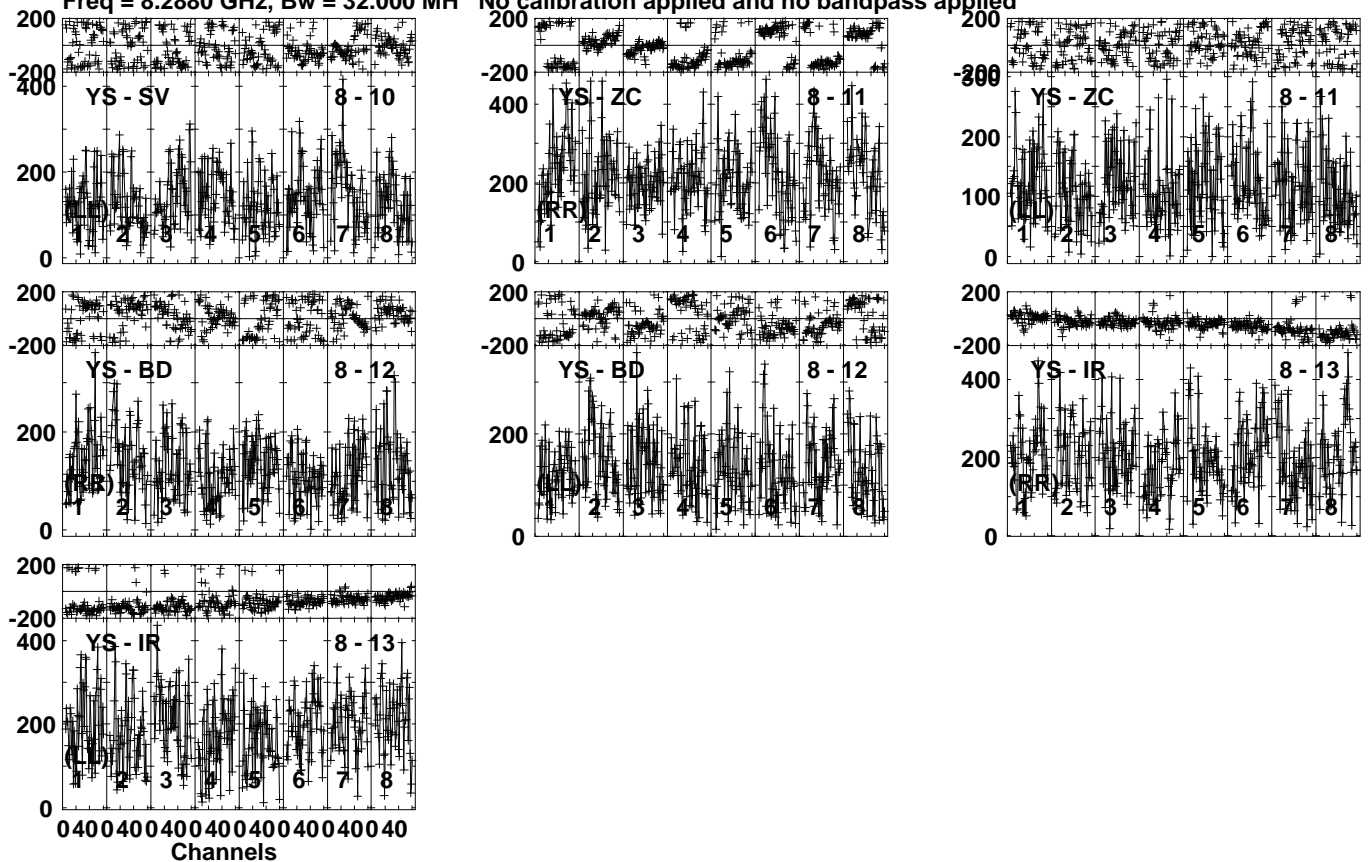 Freq = 8.2880 GHz, Bw = 32.000 MH No calibration applied and no bandpass applied
200
-200
400
200
0
YS - SV 8 - 10
(LL)
1 2 3 4 5 6 7 8
200
-200
400
200
0
YS - ZC 8 - 11
(RR)
1 2 3 4 5 6 7 8
200
-200
300
200
100
0
YS - ZC 8 - 11
(LL)
1 2 3 4 5 6 7 8
200
-200
200
0
YS - BD 8 - 12
(RR)
1 2 3 4 5 6 7 8
200
-200
200
0
YS - BD 8 - 12
(LL)
1 2 3 4 5 6 7 8
200
-200
400
200
0
YS - IR 8 - 13
(RR)
1 2 3 4 5 6 7 8
200
-200
400
200
0
YS - IR 8 - 13
(LL)
1 2 3 4 5 6 7 8
0 40 0 40 0 40 0 40 0 40 0 40 0 40 0 40
Channels